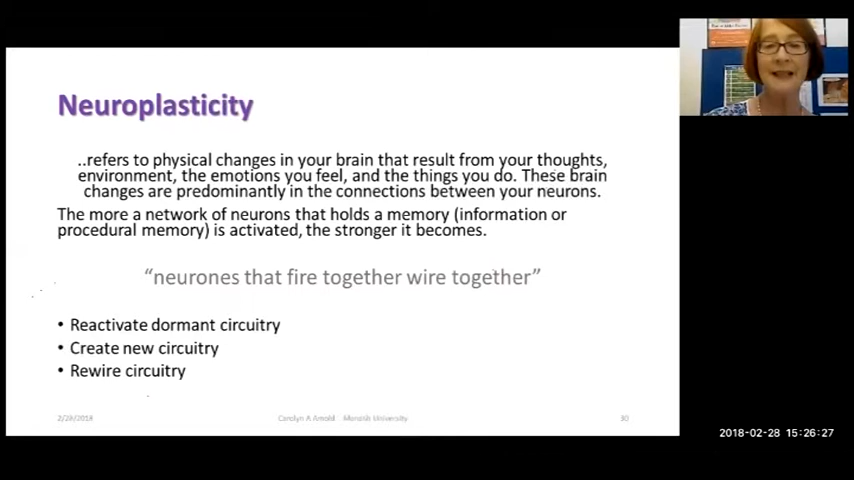 Neuroplasticity
..refers to physical changes in your brain that result from your thoughts,
environment, the emotions you feel, and the things you do. These brain
changes are predominantly in the connections between your neurons.
The more a network of neurons that holds a memory (information or
procedural memory) is activated, the stronger it becomes.
“neurones that fire together wire together”
• Reactivate dormant circuitry
• Create new circuitry
• Rewire circuitry
2/28/2018
Carolyn A Arnold Monash University
30
2018-02-28 15:26:27